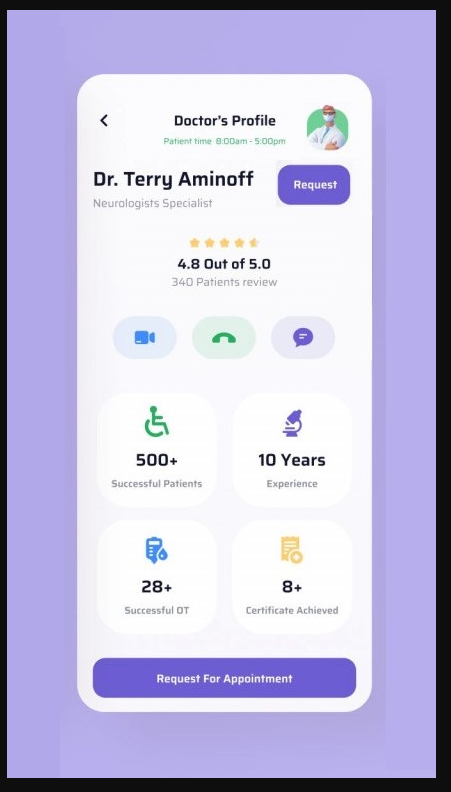 Doctor's Profile
Patient time 8:00am - 5:00pm
Dr. Terry Aminoff
Request
Neurologists Specialist
4.8 Out of 5.0
340 Patients review
500+
Successful Patients
10 Years
Experience
28+
Successful OT
8+
Certificate Achieved
Request For Appointment